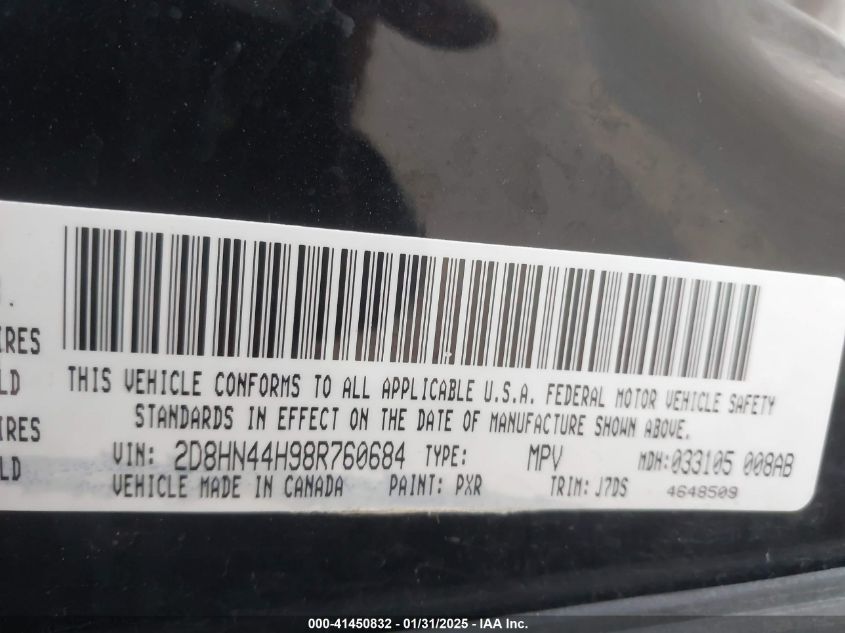 IRES
LD
IRES
LD
THIS VEHICLE CONFORMS TO ALL APPLICABLE U.S.A. FEDERAL MOTOR VEHICLE SAFETY
STANDARDS IN EFFECT ON THE DATE OF MANUFACTURE SHOWN ABOVE.
VIN: 2D8HN44H98R760684 TYPE: MPV MDH:033105 008AB
VEHICLE MADE IN CANADA PAINT: PXR TRIM: J7DS 4648509
000-41450832 - 01/31/2025 - IAA Inc.